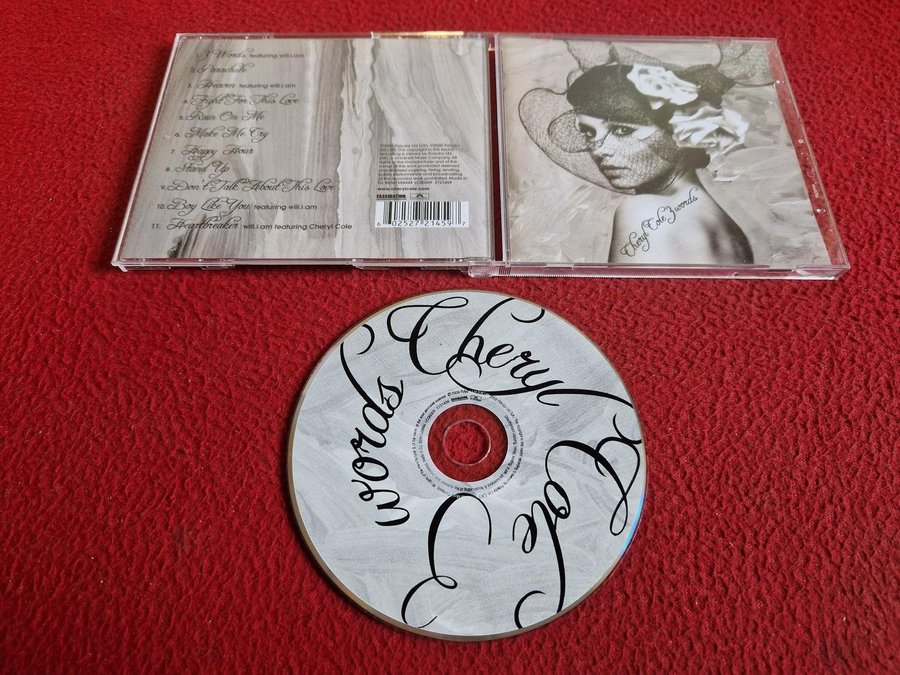 1. 3 Words featuring will.i.am
2. Parachute
3. Heaven featuring will.i.am
4. Fight For This Love
5. Rain On Me
6. Make Me Cry
7. Happy Hour
8. Stand Up
9. Don't Talk About This Love
10. Boy Like You featuring will.i.am
11. Heartbreaker will.i.am featuring Cheryl Cole
www.cherylcole.com
FASCINATION
6 02527 21459 7
Cheryl Cole 3 words
Cheryl Cole 3 words